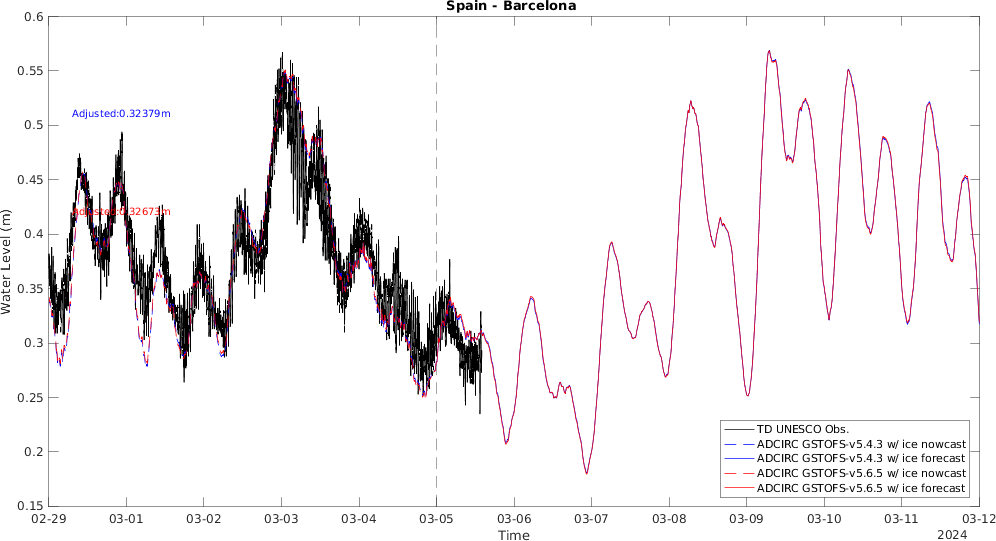 Spain - Barcelona
0.6
0.55
0.5
0.45
0.4
0.35
0.3
0.25
0.2
0.15
Water Level (m)
Adjusted:0.32379m
Adjusted:0.32673m
TD UNESCO Obs.
ADCIRC GSTOFS-v5.4.3 w/ ice nowcast
ADCIRC GSTOFS-v5.4.3 w/ ice forecast
ADCIRC GSTOFS-v5.6.5 w/ ice nowcast
ADCIRC GSTOFS-v5.6.5 w/ ice forecast
02-29 03-01 03-02 03-03 03-04 03-05 03-06 03-07 03-08 03-09 03-10 03-11 03-12
Time
2024